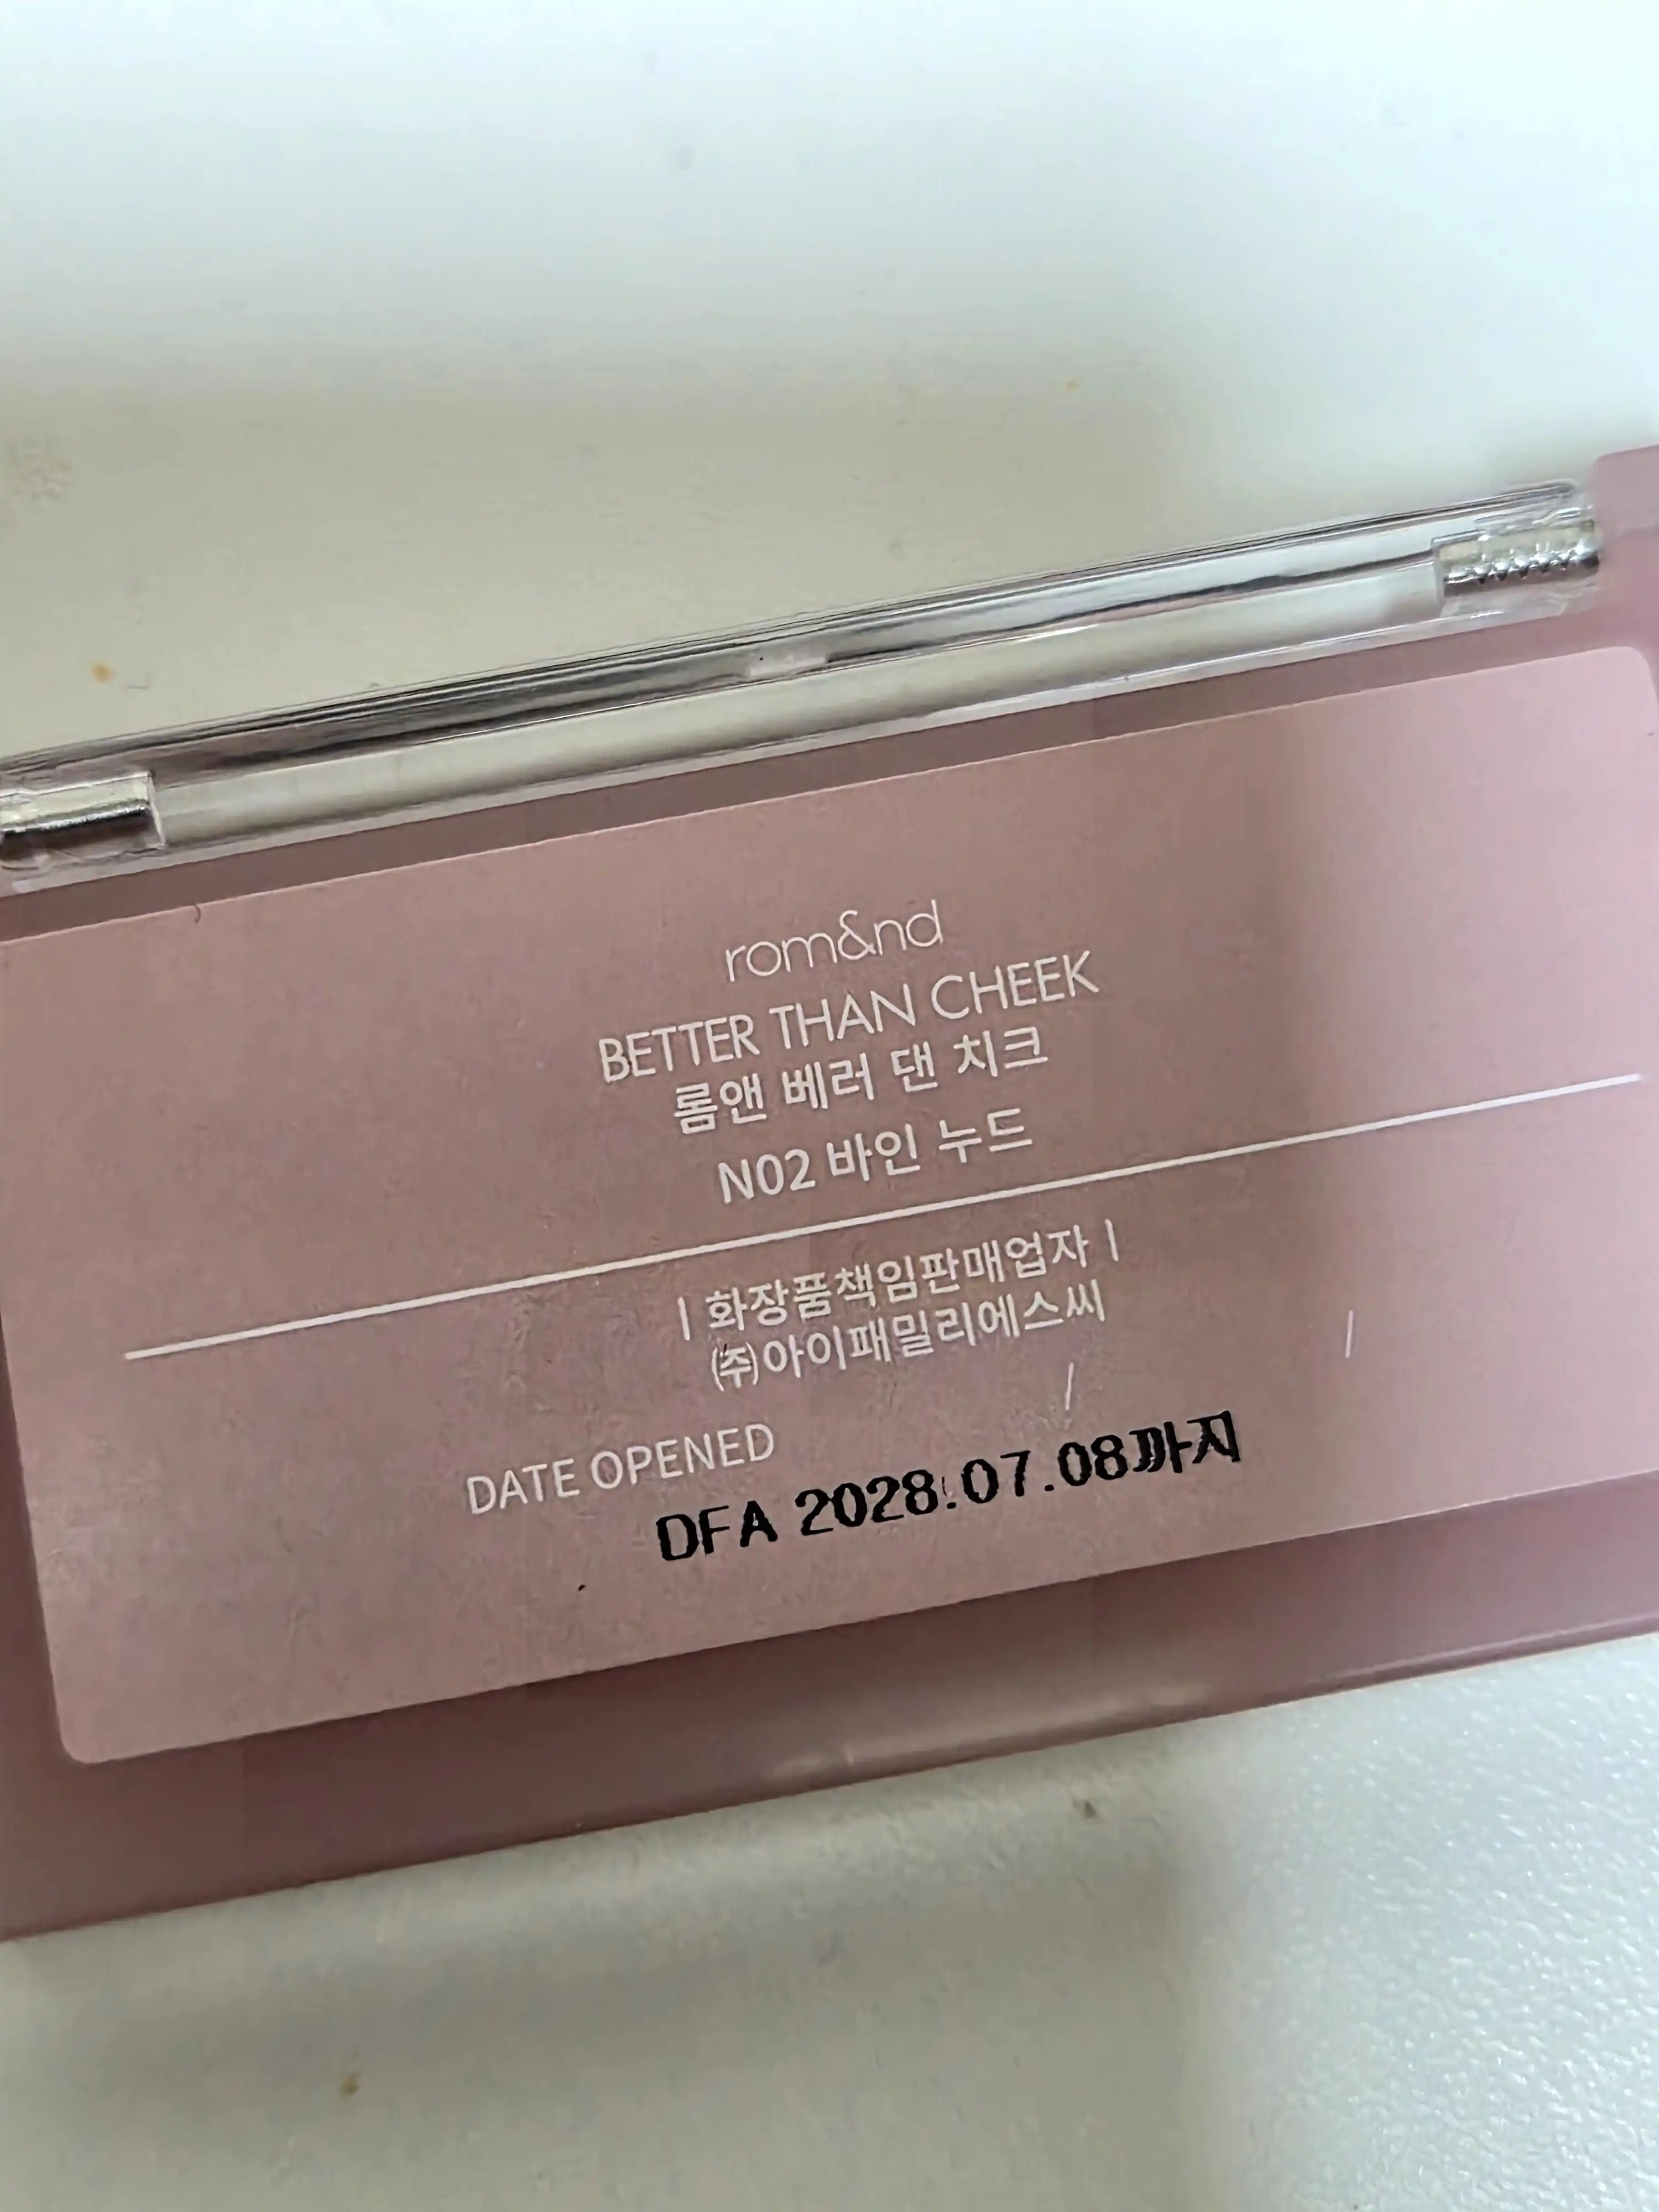 rom&nd
BETTER THAN CHEEK
롬앤 베러 댄 치크
N02 바인 누드
| 화장품책임판매업자 |
㈜아이패밀리에스씨
DATE OPENED / /
DFA 2028.07.08까지